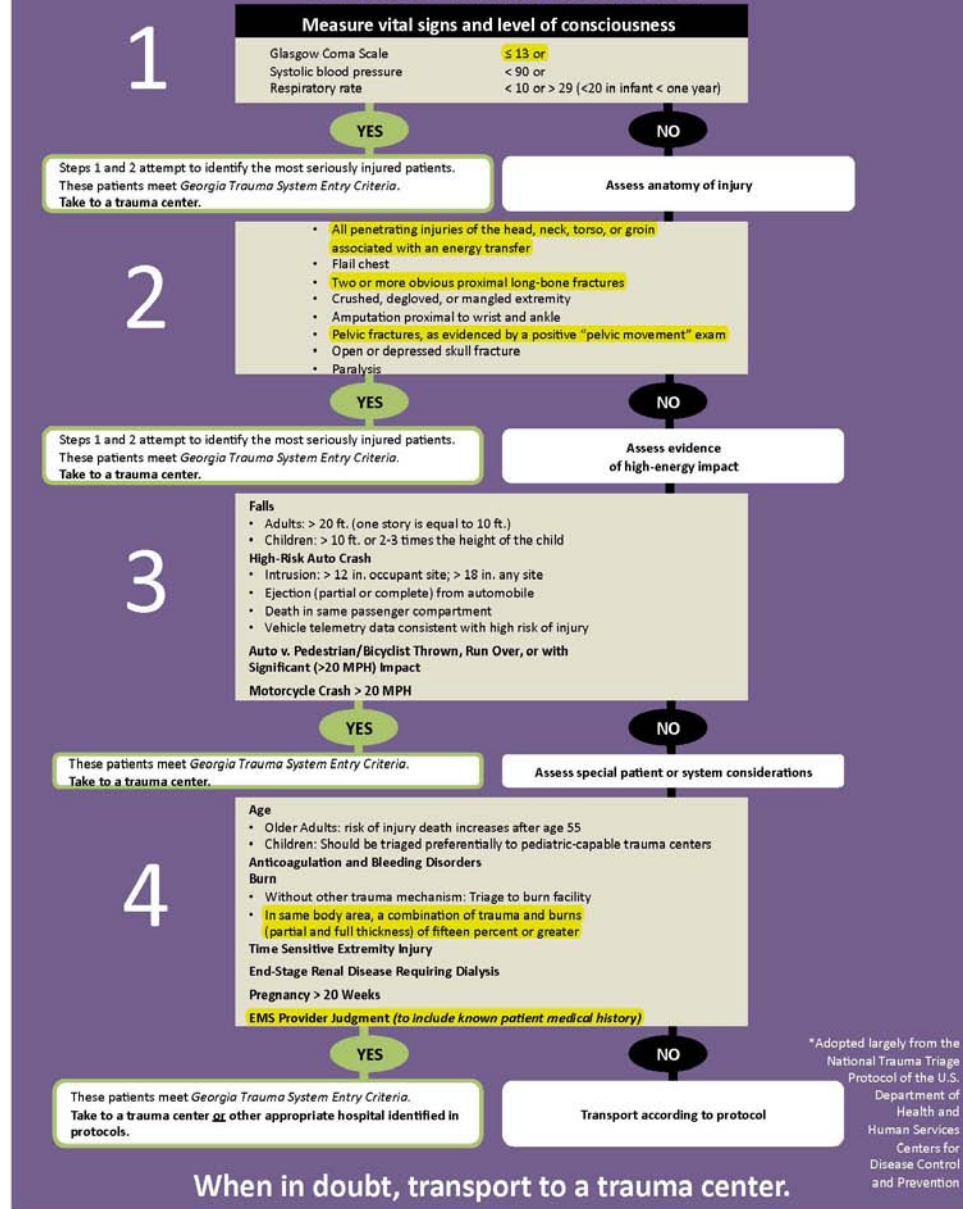 1
Measure vital signs and level of consciousness
Glasgow Coma Scale ≤ 13 or
Systolic blood pressure < 90 or
Respiratory rate < 10 or > 29 (<20 in infant < one year)
YES
NO
Steps 1 and 2 attempt to identify the most seriously injured patients.
These patients meet Georgia Trauma System Entry Criteria.
Take to a trauma center.
Assess anatomy of injury
2
• All penetrating injuries of the head, neck, torso, or groin
associated with an energy transfer
• Flail chest
• Two or more obvious proximal long-bone fractures
• Crushed, degloved, or mangled extremity
• Amputation proximal to wrist and ankle
• Pelvic fractures, as evidenced by a positive “pelvic movement” exam
• Open or depressed skull fracture
• Paralysis
YES
NO
Steps 1 and 2 attempt to identify the most seriously injured patients.
These patients meet Georgia Trauma System Entry Criteria.
Take to a trauma center.
Assess evidence
of high-energy impact
3
Falls
• Adults: > 20 ft. (one story is equal to 10 ft.)
• Children: > 10 ft. or 2-3 times the height of the child
High-Risk Auto Crash
• Intrusion: > 12 in. occupant site; > 18 in. any site
• Ejection (partial or complete) from automobile
• Death in same passenger compartment
• Vehicle telemetry data consistent with high risk of injury
Auto v. Pedestrian/Bicyclist Thrown, Run Over, or with
Significant (>20 MPH) Impact
Motorcycle Crash > 20 MPH
YES
NO
These patients meet Georgia Trauma System Entry Criteria.
Take to a trauma center.
Assess special patient or system considerations
4
Age
• Older Adults: risk of injury death increases after age 55
• Children: Should be triaged preferentially to pediatric-capable trauma centers
Anticoagulation and Bleeding Disorders
Burn
• Without other trauma mechanism: Triage to burn facility
• In same body area, a combination of trauma and burns
(partial and full thickness) of fifteen percent or greater
Time Sensitive Extremity Injury
End-Stage Renal Disease Requiring Dialysis
Pregnancy > 20 Weeks
EMS Provider Judgment (to include known patient medical history)
YES
NO
These patients meet Georgia Trauma System Entry Criteria.
Take to a trauma center or other appropriate hospital identified in
protocols.
Transport according to protocol
*Adopted largely from the
National Trauma Triage
Protocol of the U.S.
Department of
Health and
Human Services
Centers for
Disease Control
and Prevention
When in doubt, transport to a trauma center.